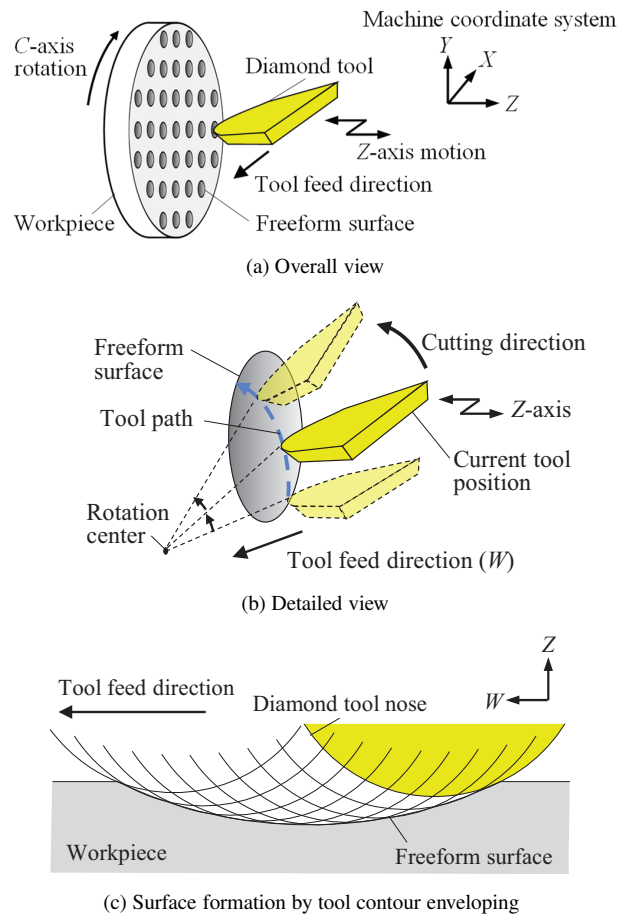 Machine coordinate system
C-axis
rotation
Diamond tool
Y
X
Z
Z-axis motion
Tool feed direction
Workpiece
Freeform surface
(a) Overall view
Freeform
surface
Cutting direction
Tool path
Z-axis
Current tool
position
Rotation
center
Tool feed direction (W)
(b) Detailed view
Z
Tool feed direction
Diamond tool nose
W
Workpiece
Freeform surface
(c) Surface formation by tool contour enveloping